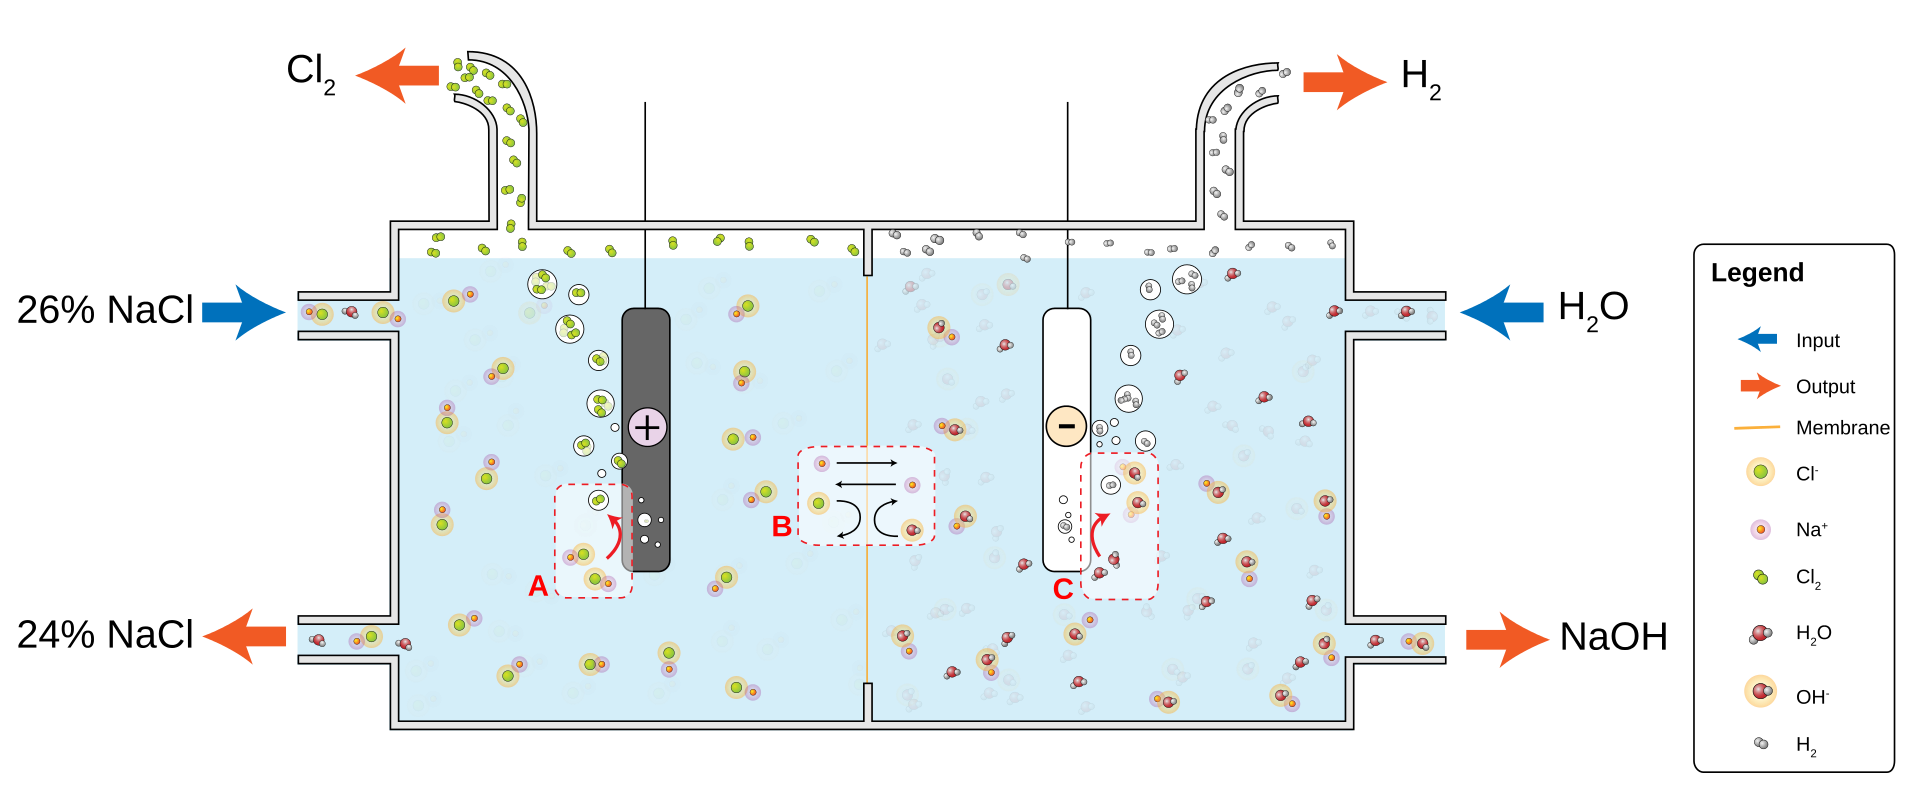 Cl2
H2
26% NaCl
H2O
24% NaCl
NaOH
+
-
A
B
C
Legend
Input
Output
Membrane
Cl-
Na+
Cl2
H2O
OH-
H2